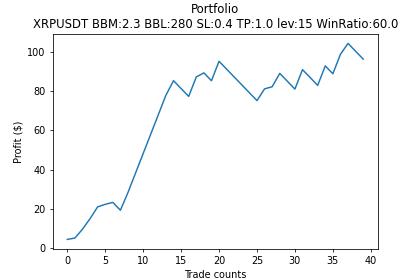 Portfolio
XRPUSDT BBM:2.3 BBL:280 SL:0.4 TP:1.0 lev:15 WinRatio:60.0
100
80
60
40
20
0
Profit ($)
0 5 10 15 20 25 30 35 40
Trade counts